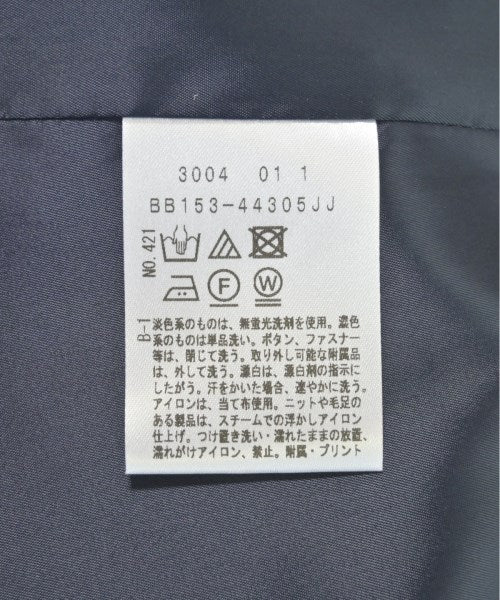 3004 01 1
BB153-44305JJ
NO.421
F
W
B-1
淡色系のものは、無蛍光洗剤を使用。濃色
系のものは単品洗い。ボタン、ファスナー
等は、閉じて洗う。取り外し可能な附属品
は、外して洗う。漂白は、漂白剤の指示に
したがう。汗をかいた場合、速やかに洗う。
アイロンは、当て布使用。ニットや毛足の
ある製品は、スチームでの浮かしアイロン
仕上げ。つけ置き洗い・濡れたままの放置、
濡れがけアイロン、禁止。附属・プリント